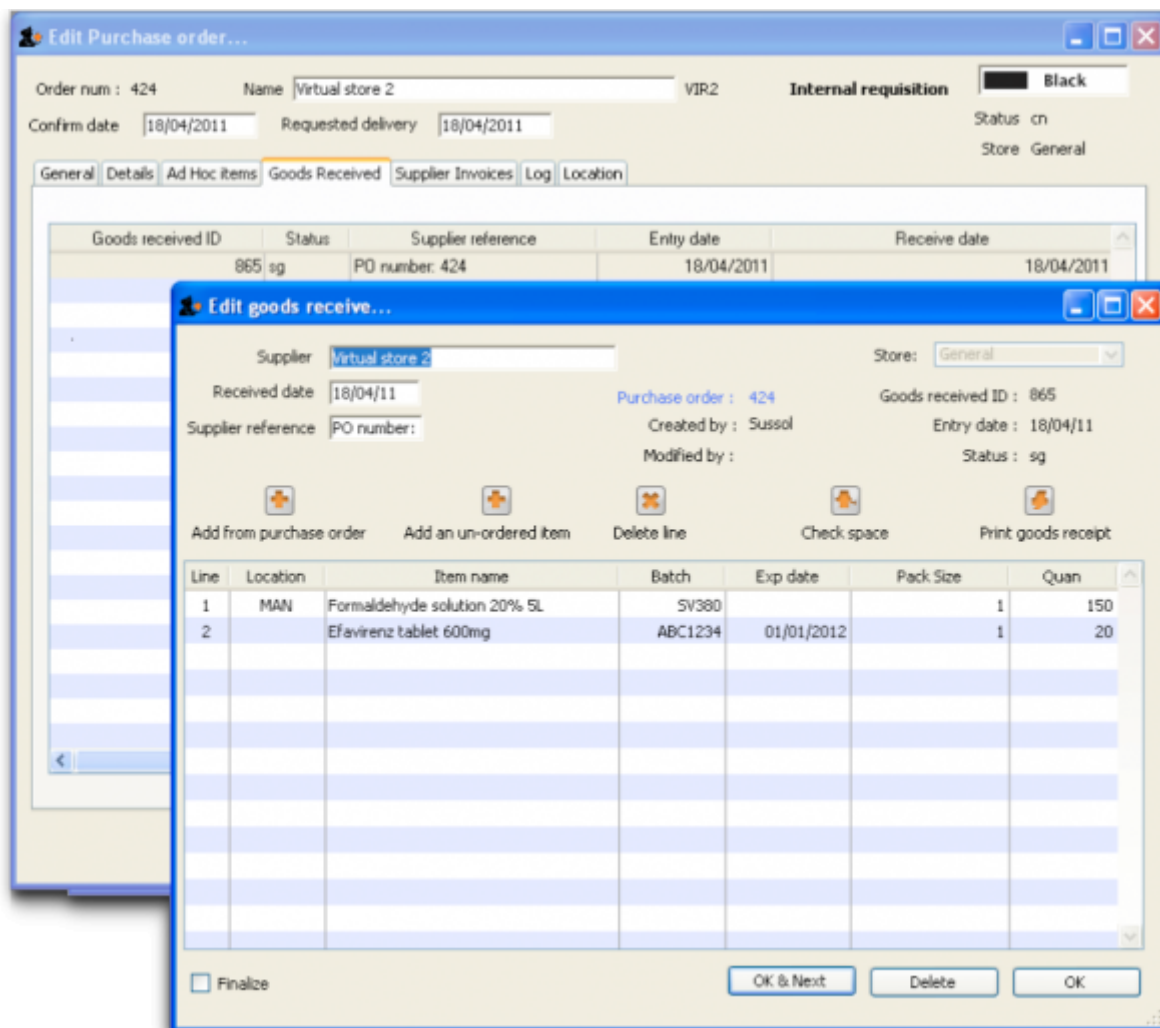 Edit Purchase order...
Order num : 424 Name Virtual store 2 VIR2 Internal requisition Black
Confirm date 18/04/2011 Requested delivery 18/04/2011 Status cn
Store General
General Details Ad Hoc items Goods Received Supplier Invoices Log Location
Goods received ID Status Supplier reference Entry date Receive date
865 sg PO number: 424 18/04/2011 18/04/2011
Edit goods receive...
Supplier Virtual store 2 Store: General
Received date 18/04/11 Purchase order : 424 Goods received ID : 865
Supplier reference PO number: Created by : Sussol Entry date : 18/04/11
Modified by : Status : sg
Add from purchase order Add an un-ordered item Delete line Check space Print goods receipt
Line Location Item name Batch Exp date Pack Size Quan
1 MAN Formaldehyde solution 20% 5L SV380 1 150
2 Efavirenz tablet 600mg ABC1234 01/01/2012 1 20
Finalize OK & Next Delete OK